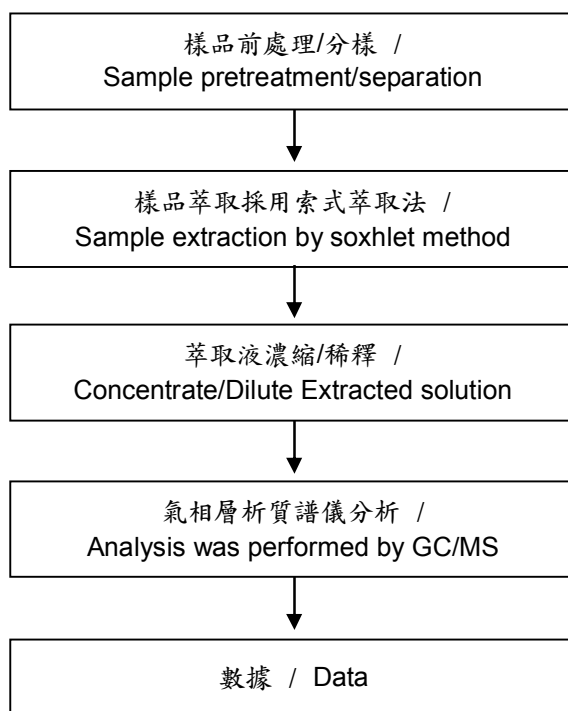 樣品前處理/分樣 /
Sample pretreatment/separation
樣品萃取採用索式萃取法 /
Sample extraction by soxhlet method
萃取液濃縮/稀釋 /
Concentrate/Dilute Extracted solution
氣相層析質譜儀分析 /
Analysis was performed by GC/MS
數據 / Data